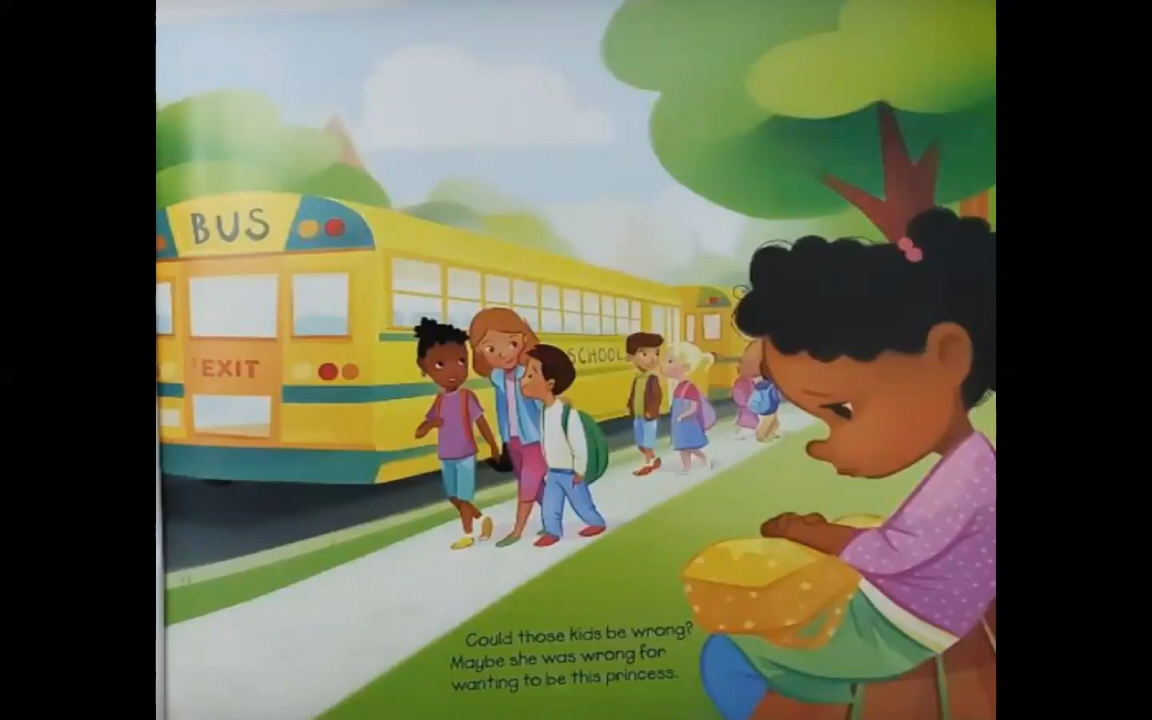 BUS
EXIT
SCHOOL
Could those kids be wrong?
Maybe she was wrong for
wanting to be this princess.